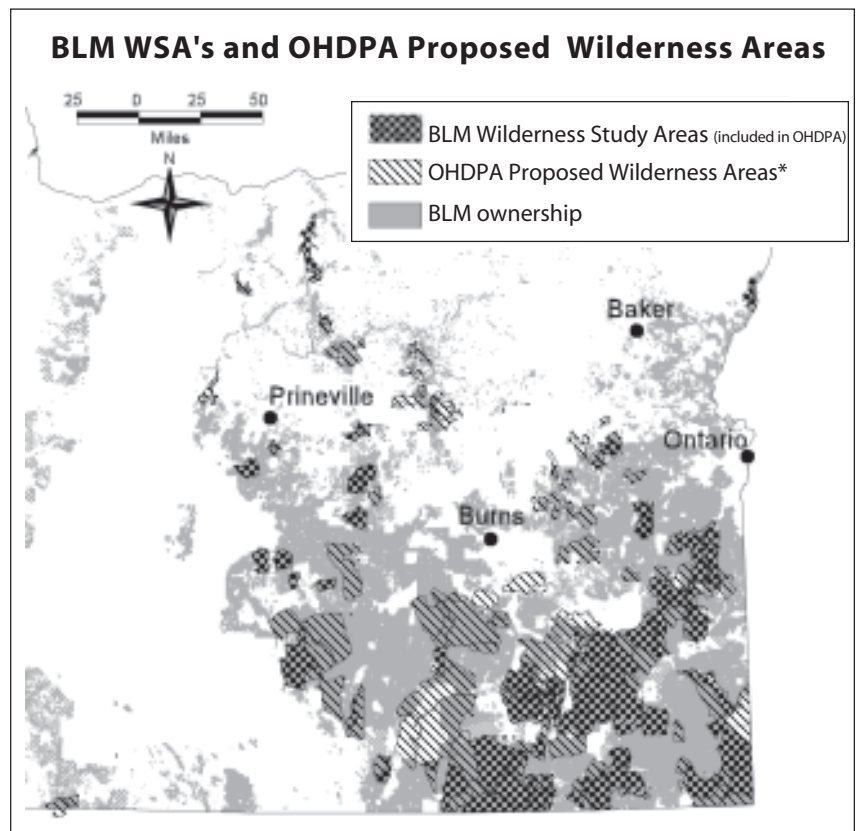 BLM WSA's and OHDPA Proposed Wilderness Areas
25 0 25 50
Miles
N
BLM Wilderness Study Areas (included in OHDPA)
OHDPA Proposed Wilderness Areas*
BLM ownership
Baker
Prineville
Ontario
Burns